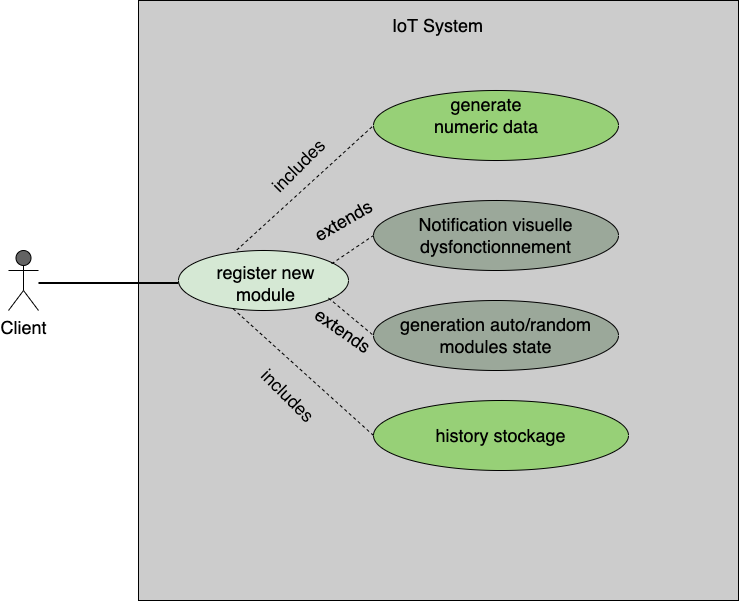 IoT System
generate
numeric data
includes
extends
Notification visuelle
dysfonctionnement
register new
module
Client
extends
generation auto/random
modules state
includes
history stockage